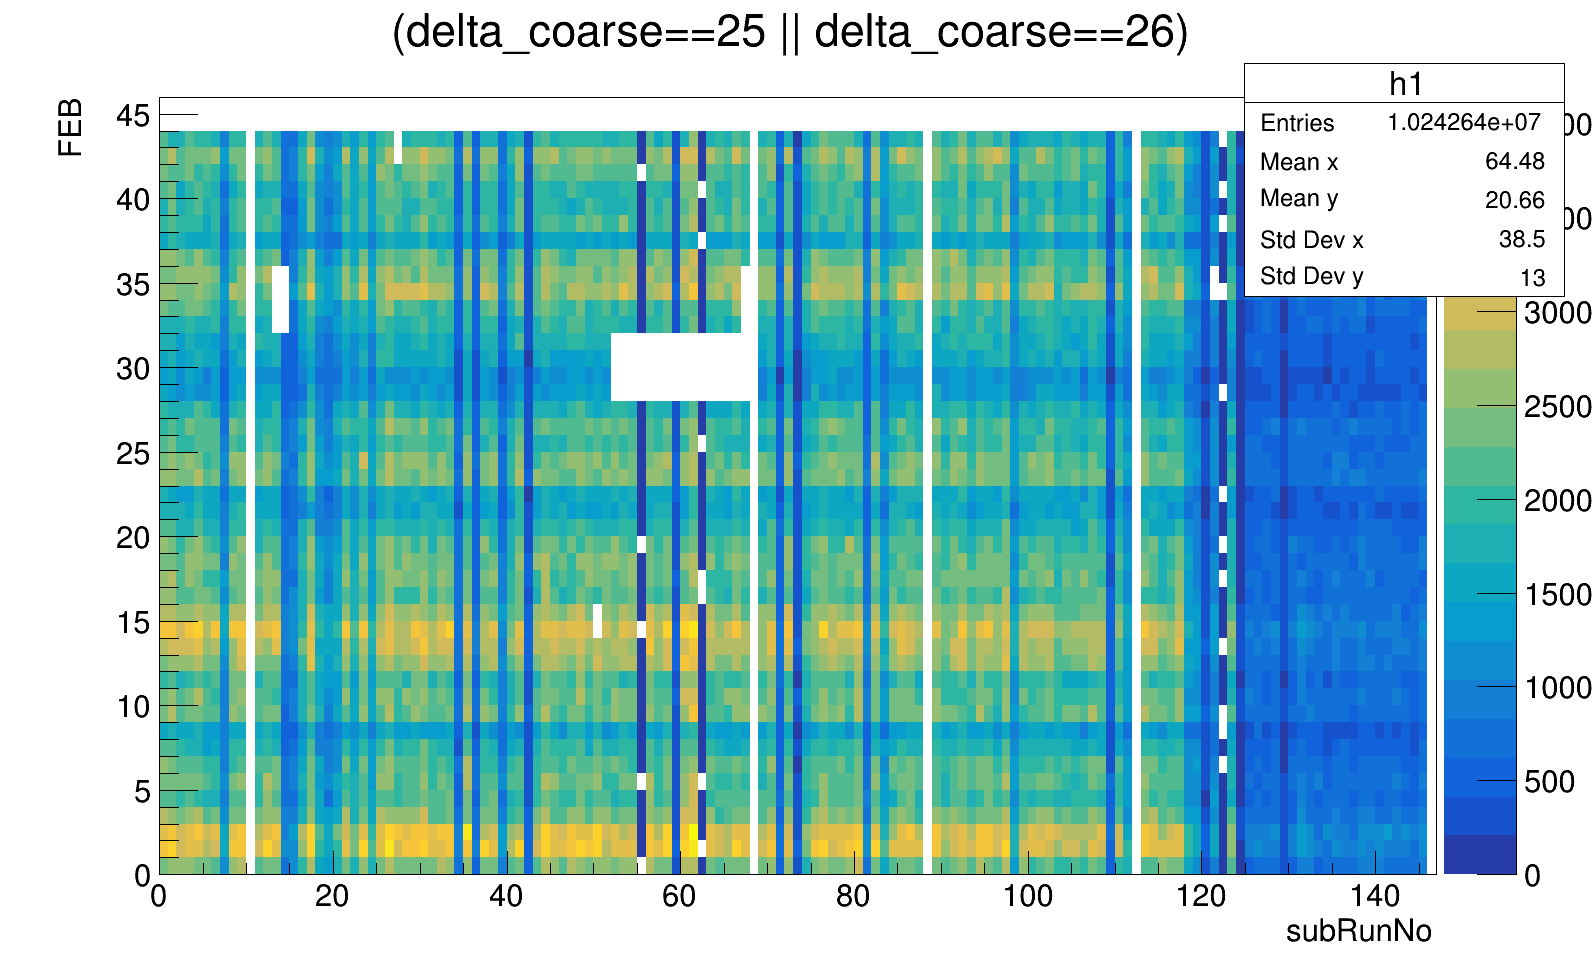 (delta_coarse==25 || delta_coarse==26)
FEB
h1
Entries 1.024264e+07
Mean x 64.48
Mean y 20.66
Std Dev x 38.5
Std Dev y 13
45
40
35
30
25
20
15
10
5
0
0 20 40 60 80 100 120 140
subRunNo
00
00
3000
2500
2000
1500
1000
500
0